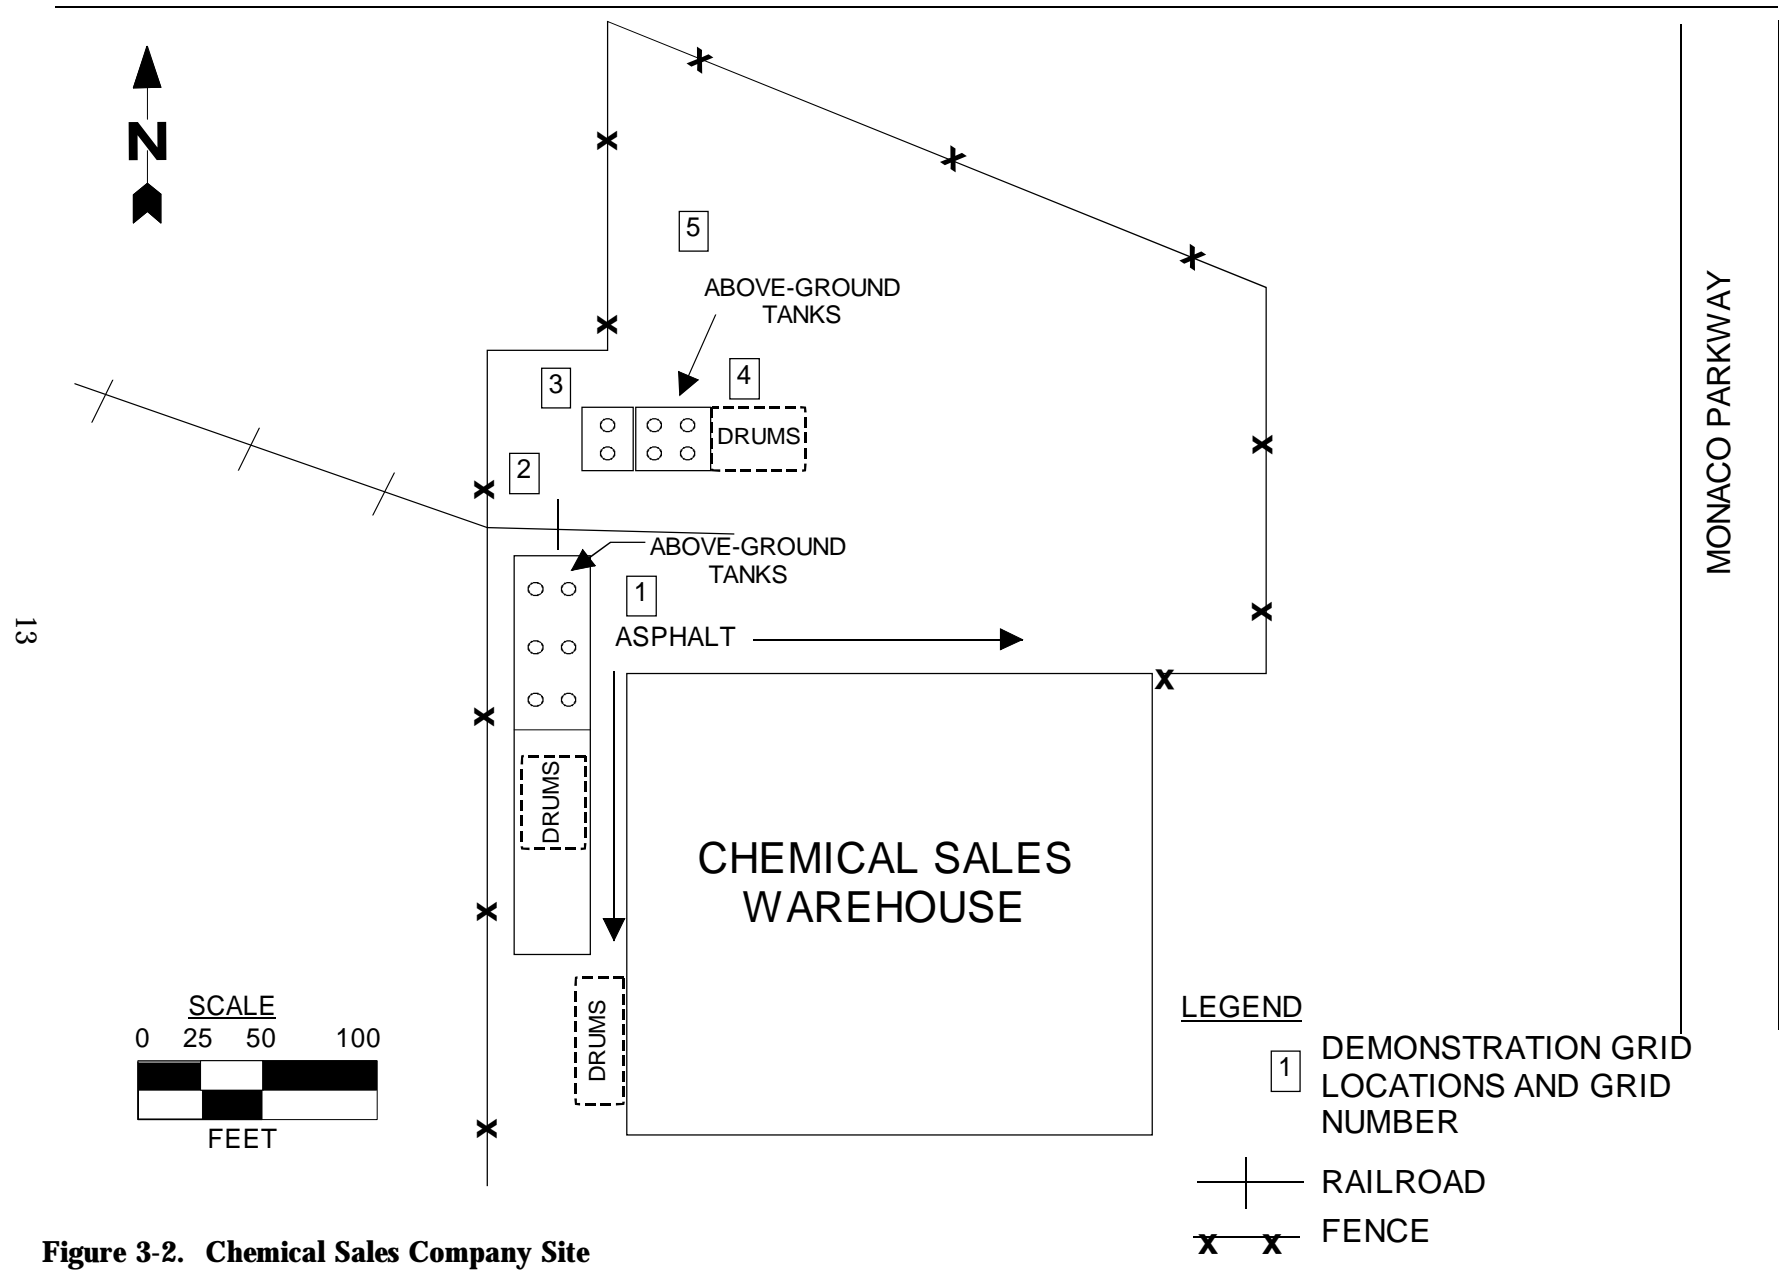 N
5
ABOVE-GROUND
TANKS
3
4
DRUMS
2
ABOVE-GROUND
TANKS
1
ASPHALT
DRUMS
CHEMICAL SALES
WAREHOUSE
DRUMS
MONACO PARKWAY
13
SCALE
0 25 50 100
FEET
LEGEND
1
DEMONSTRATION GRID
LOCATIONS AND GRID
NUMBER
RAILROAD
X X FENCE
Figure 3-2. Chemical Sales Company Site